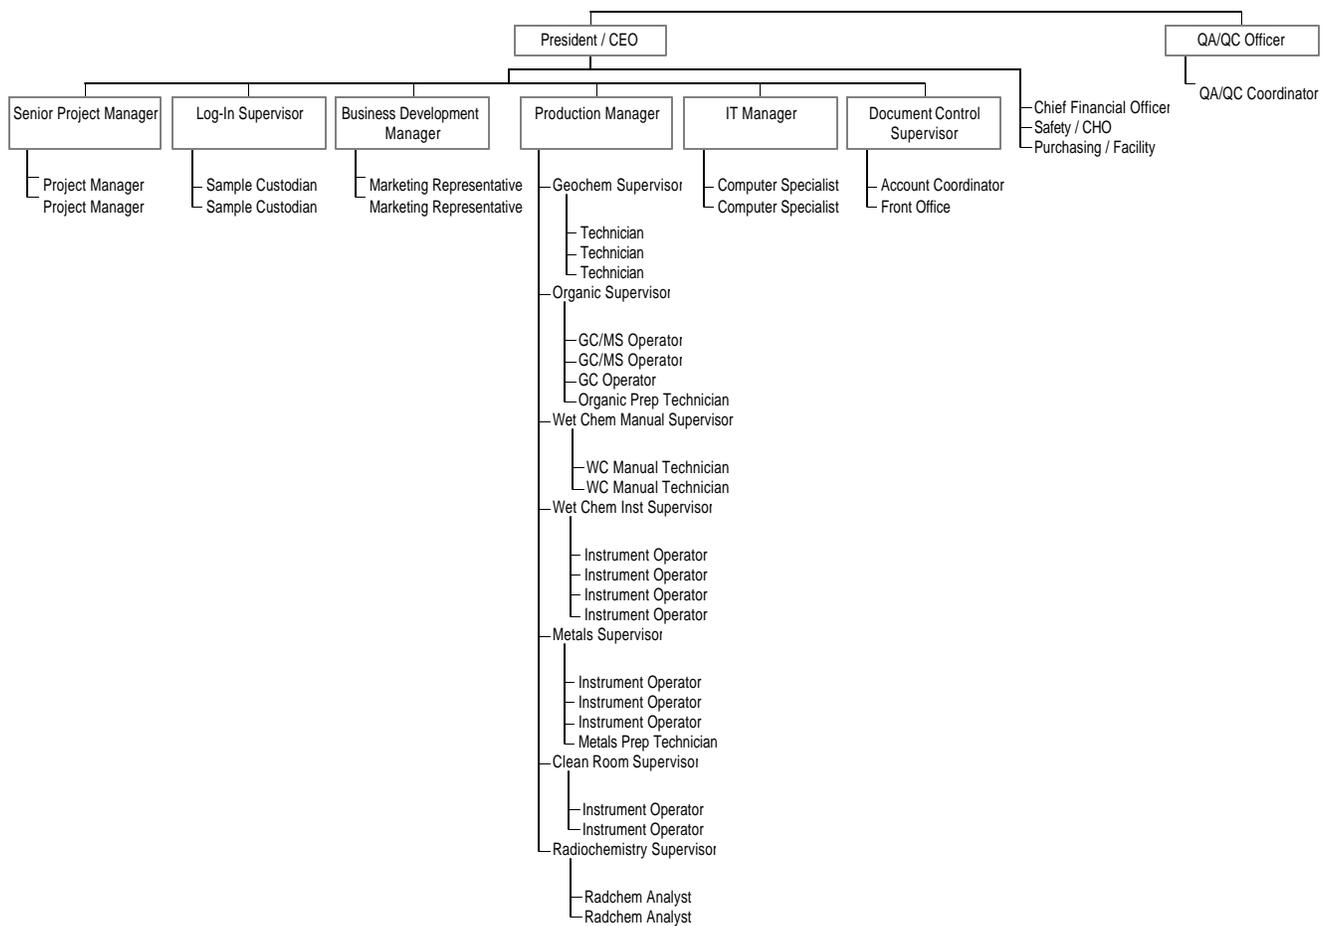 President / CEO
QA/QC Officer
QA/QC Coordinator
Senior Project Manager
Project Manager
Project Manager
Log-In Supervisor
Sample Custodian
Sample Custodian
Business Development
Manager
Marketing Representative
Marketing Representative
Production Manager
Geochem Supervisor
Technician
Technician
Technician
Organic Supervisor
GC/MS Operator
GC/MS Operator
GC Operator
Organic Prep Technician
Wet Chem Manual Supervisor
WC Manual Technician
WC Manual Technician
Wet Chem Inst Supervisor
Instrument Operator
Instrument Operator
Instrument Operator
Instrument Operator
Metals Supervisor
Instrument Operator
Instrument Operator
Instrument Operator
Metals Prep Technician
Clean Room Supervisor
Instrument Operator
Instrument Operator
Radiochemistry Supervisor
Radchem Analyst
Radchem Analyst
IT Manager
Computer Specialist
Computer Specialist
Document Control
Supervisor
Account Coordinator
Front Office
Chief Financial Officer
Safety / CHO
Purchasing / Facility